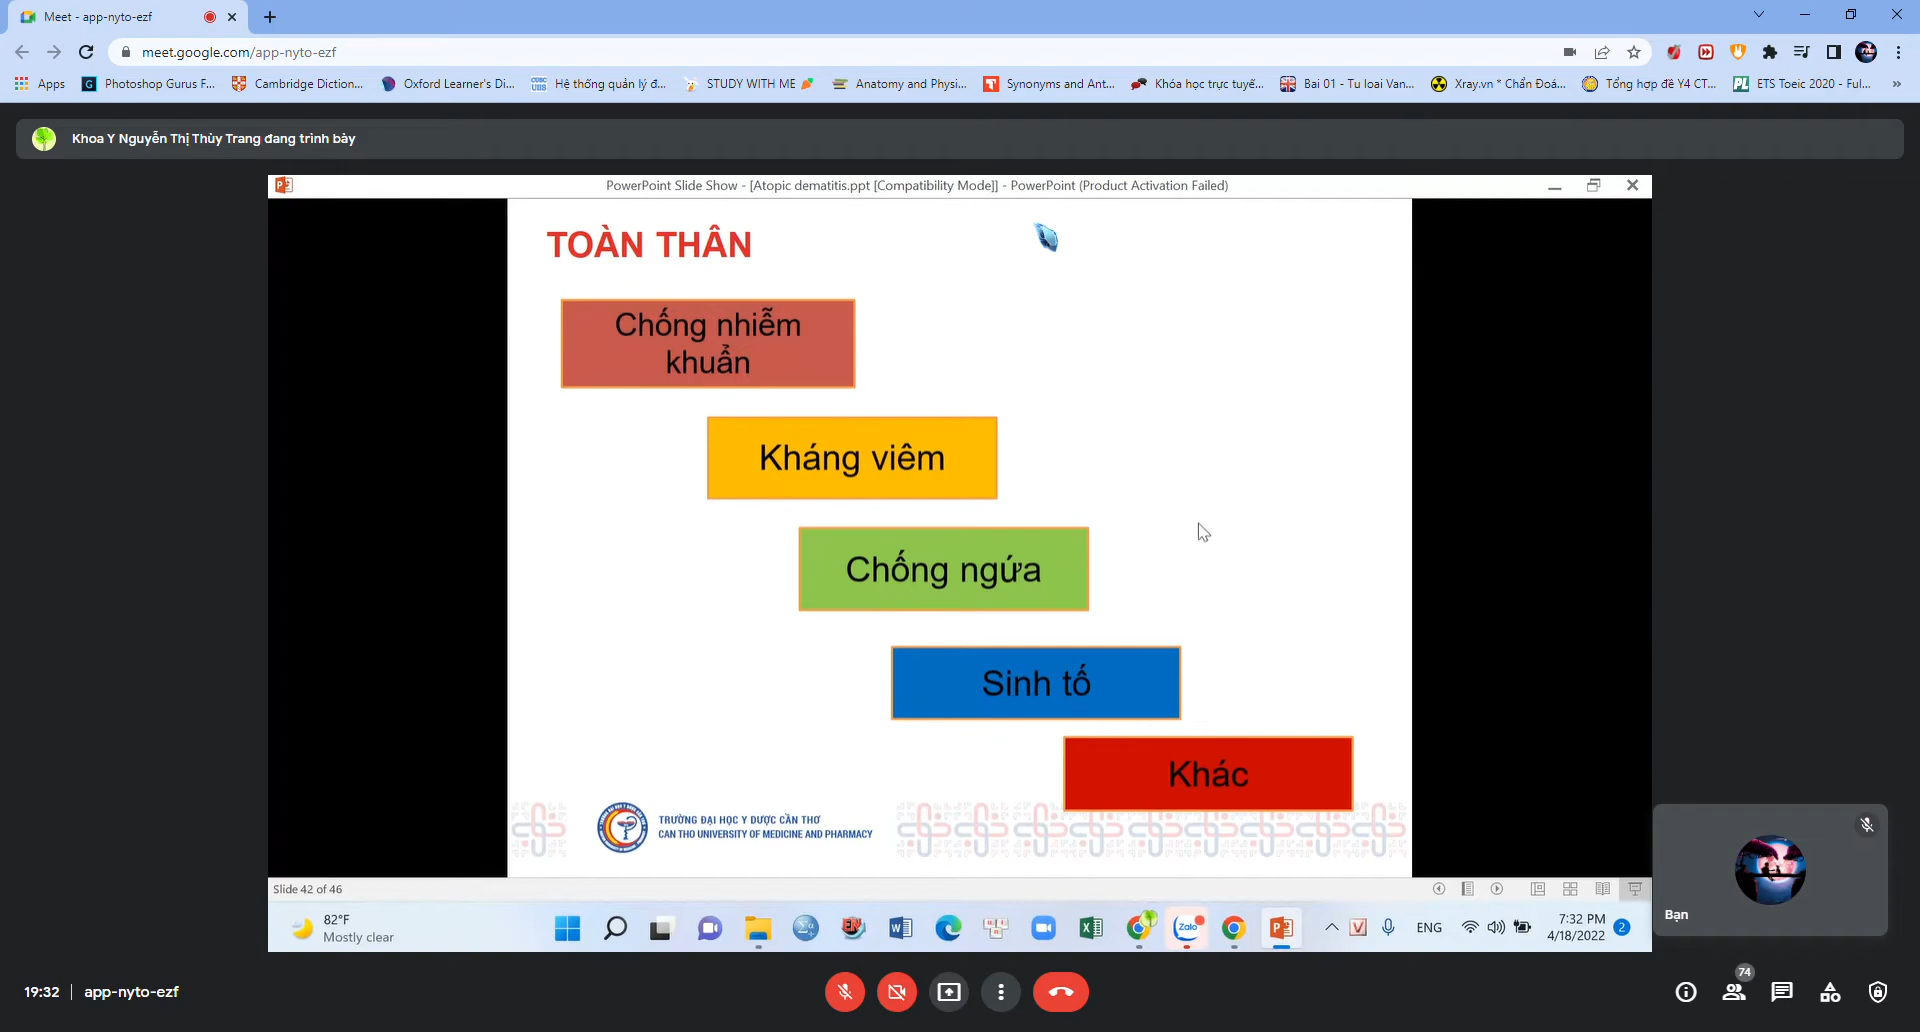 Meet - app-nyto-ezf
meet.google.com/app-nyto-ezf
Apps
Photoshop Gurus F...
Cambridge Diction...
Oxford Learner's Di...
Hệ thống quản lý đ...
STUDY WITH ME
Anatomy and Physi...
Synonyms and Ant...
Khóa học trực tuyế...
Bai 01 - Tu loai Van...
Xray.vn * Chẩn Đoá...
Tổng hợp đề Y4 CT...
ETS Toeic 2020 - Ful...
Khoa Y Nguyễn Thị Thùy Trang đang trình bày
PowerPoint Slide Show - [Atopic dematitis.ppt [Compatibility Mode]] - PowerPoint (Product Activation Failed)
TOÀN THÂN
Chống nhiễm
khuẩn
Kháng viêm
Chống ngứa
Sinh tố
Khác
TRƯỜNG ĐẠI HỌC Y DƯỢC CẦN THƠ
CAN THO UNIVERSITY OF MEDICINE AND PHARMACY
Slide 42 of 46
82°F
Mostly clear
Zalo
ENG
7:32 PM
4/18/2022
2
Bạn
19:32
app-nyto-ezf
74